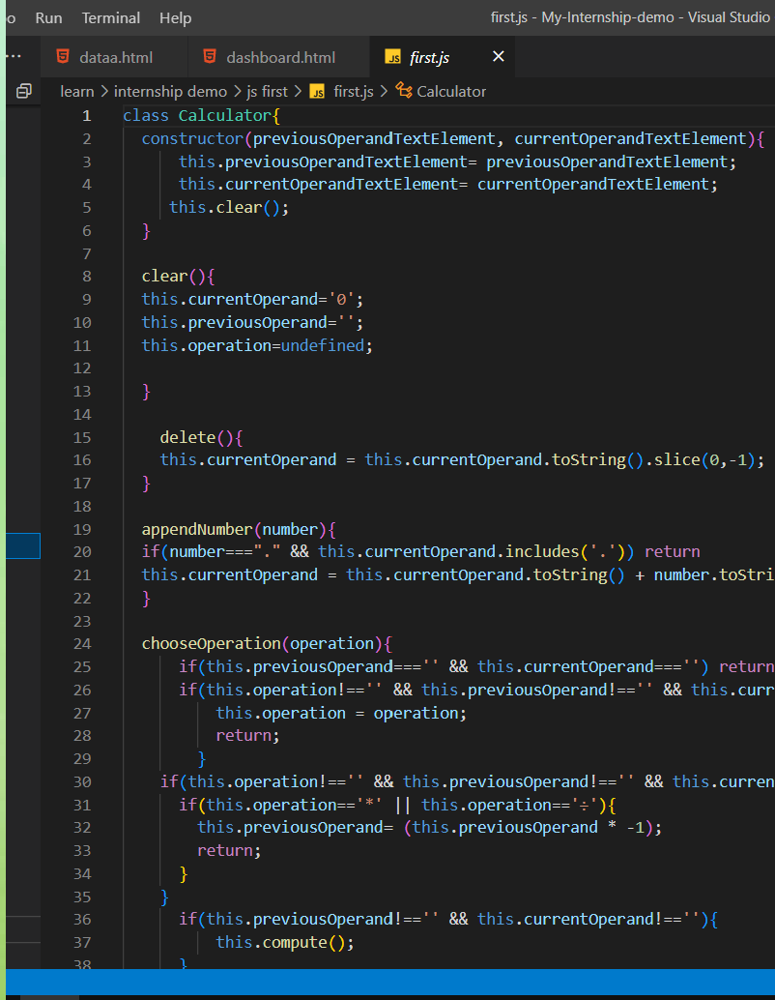 Run Terminal Help first.js - My-Internship-demo - Visual Studio
dataa.html dashboard.html JS first.js
learn > internship demo > js first > JS first.js > Calculator
1 class Calculator{
2 constructor(previousOperandTextElement, currentOperandTextElement){
3 this.previousOperandTextElement= previousOperandTextElement;
4 this.currentOperandTextElement= currentOperandTextElement;
5 this.clear();
6 }
7
8 clear(){
9 this.currentOperand='0';
10 this.previousOperand='';
11 this.operation=undefined;
12
13 }
14
15 delete(){
16 this.currentOperand = this.currentOperand.toString().slice(0,-1);
17 }
18
19 appendNumber(number){
20 if(number==="." && this.currentOperand.includes('.')) return
21 this.currentOperand = this.currentOperand.toString() + number.toStri
22 }
23
24 chooseOperation(operation){
25 if(this.previousOperand==='' && this.currentOperand==='') return
26 if(this.operation!=='' && this.previousOperand!=='' && this.curr
27 this.operation = operation;
28 return;
29 }
30 if(this.operation!=='' && this.previousOperand!=='' && this.curren
31 if(this.operation=='*' || this.operation=='÷'){
32 this.previousOperand= (this.previousOperand * -1);
33 return;
34 }
35 }
36 if(this.previousOperand!=='' && this.currentOperand!==''){
37 this.compute();
38 }